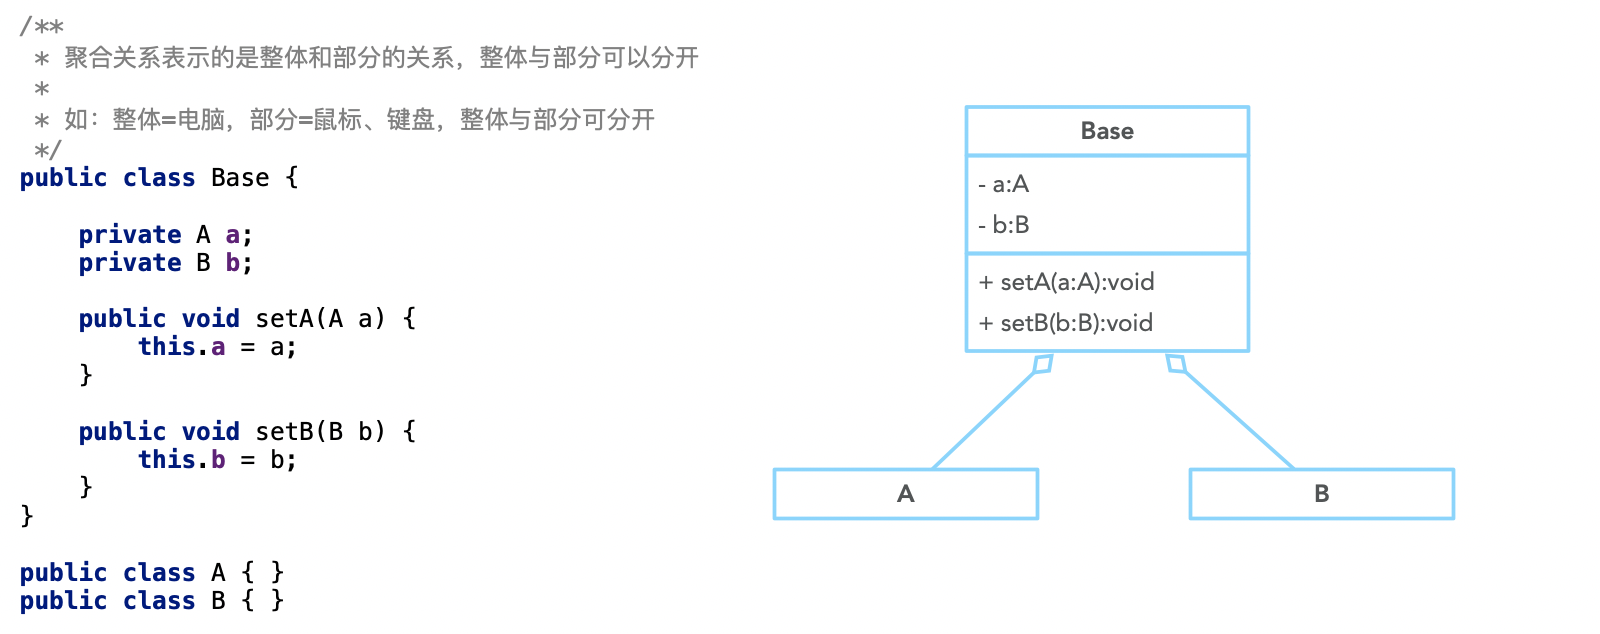 /**
 * 聚合关系表示的是整体和部分的关系，整体与部分可以分开
 *
 * 如：整体=电脑，部分=鼠标、键盘，整体与部分可分开
 */
public class Base {
    private A a;
    private B b;
    public void setA(A a) {
        this.a = a;
    }
    public void setB(B b) {
        this.b = b;
    }
}
public class A { }
public class B { }
Base
- a:A
- b:B
+ setA(a:A):void
+ setB(b:B):void
A
B